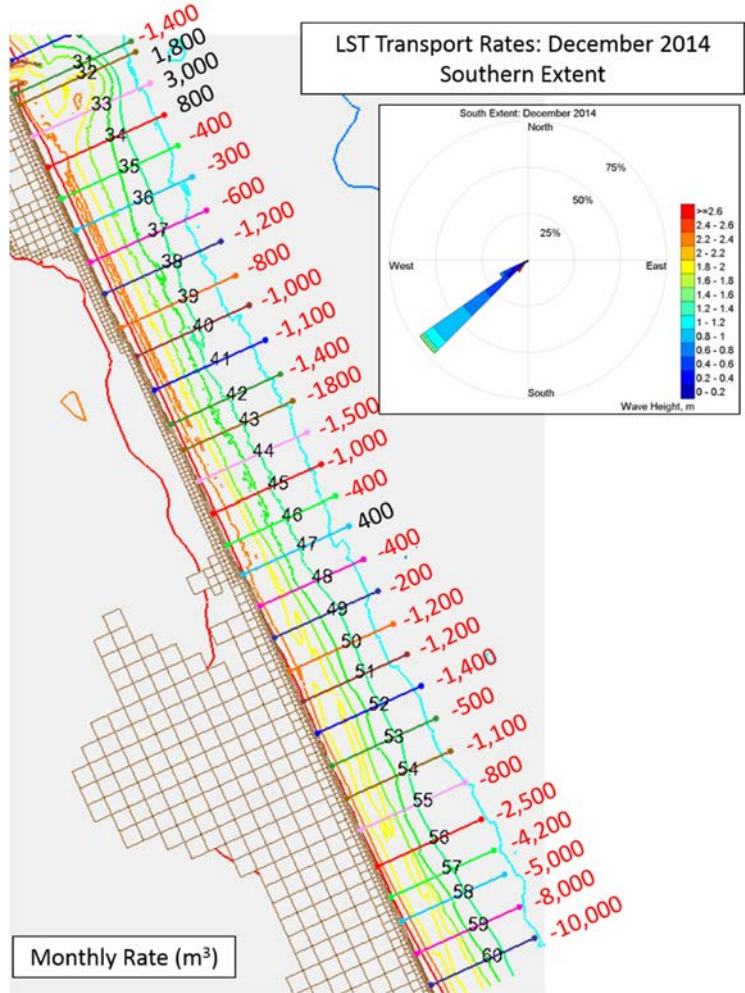 LST Transport Rates: December 2014
Southern Extent
South Extent: December 2014
North
75%
50%
25%
West
East
South
>=2.6
2.4 - 2.6
2.2 - 2.4
2 - 2.2
1.8 - 2
1.6 - 1.8
1.4 - 1.6
1.2 - 1.4
1 - 1.2
0.8 - 1
0.6 - 0.8
0.4 - 0.6
0.2 - 0.4
0 - 0.2
Wave Height, m
31 -1,400
32 1,800
33 3,000
34 800
35 -400
36 -300
37 -600
38 -1,200
39 -800
40 -1,000
41 -1,100
42 -1,400
43 -1800
44 -1,500
45 -1,000
46 -400
47 400
48 -400
49 -200
50 -1,200
51 -1,200
52 -1,400
53 -500
54 -1,100
55 -800
56 -2,500
57 -4,200
58 -5,000
59 -8,000
60 -10,000
Monthly Rate (m³)